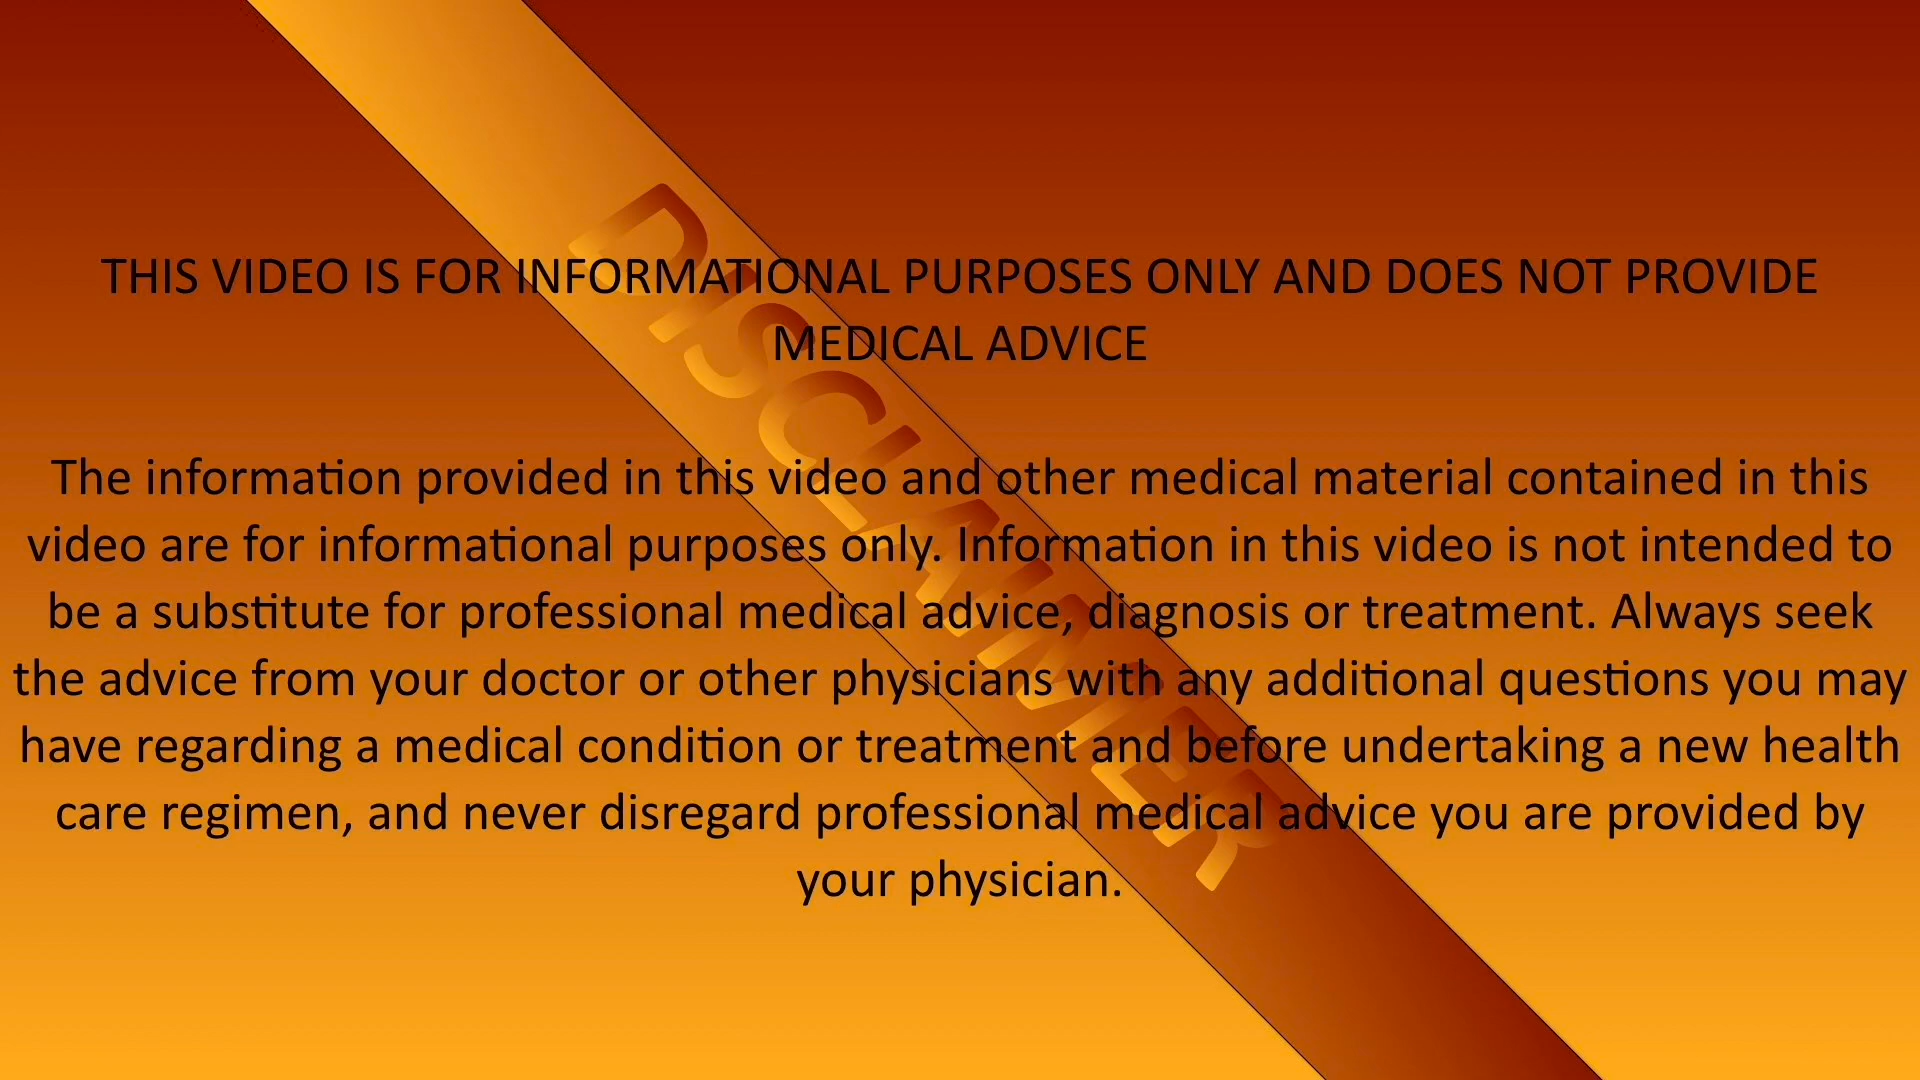 DISCLAIMER
THIS VIDEO IS FOR INFORMATIONAL PURPOSES ONLY AND DOES NOT PROVIDE
MEDICAL ADVICE
The information provided in this video and other medical material contained in this
video are for informational purposes only. Information in this video is not intended to
be a substitute for professional medical advice, diagnosis or treatment. Always seek
the advice from your doctor or other physicians with any additional questions you may
have regarding a medical condition or treatment and before undertaking a new health
care regimen, and never disregard professional medical advice you are provided by
your physician.